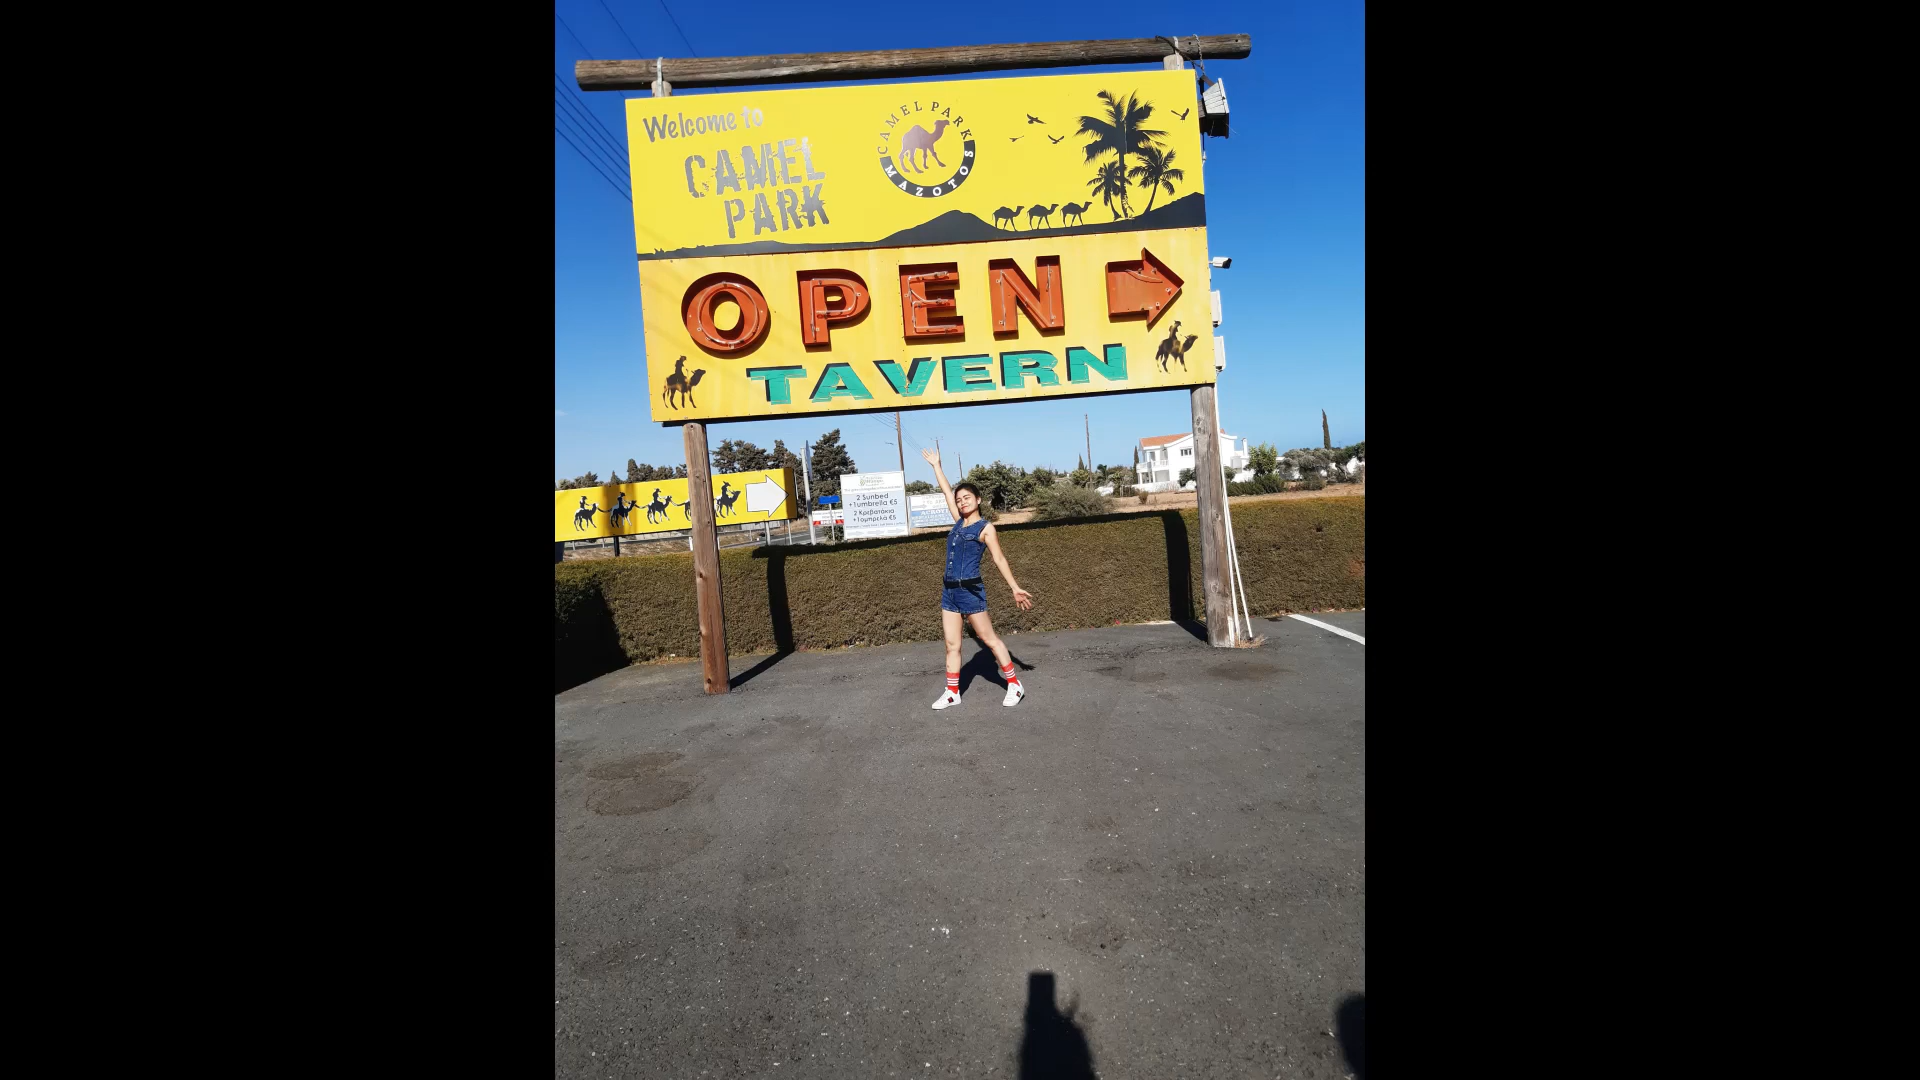 Welcome to
CAMEL
PARK
CAMEL PARK
MAZOTOS
OPEN
TAVERN
2 Sunbed
+1umbrella €5
2 Κρεβατάκια
+1ομπρέλα €5